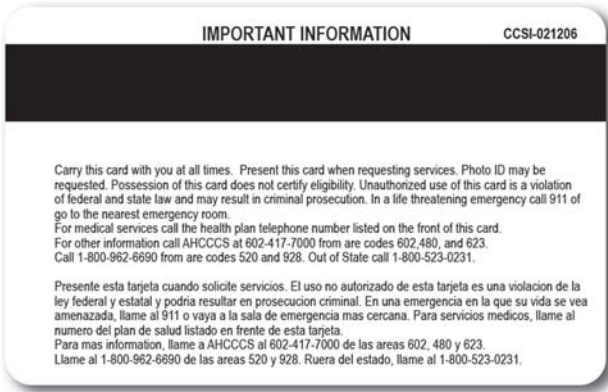 IMPORTANT INFORMATION CCSI-021206
Carry this card with you at all times. Present this card when requesting services. Photo ID may be
requested. Possession of this card does not certify eligibility. Unauthorized use of this card is a violation
of federal and state law and may result in criminal prosecution. In a life threatening emergency call 911 of
go to the nearest emergency room.
For medical services call the health plan telephone number listed on the front of this card.
For other information call AHCCCS at 602-417-7000 from are codes 602,480, and 623.
Call 1-800-962-6690 from are codes 520 and 928. Out of State call 1-800-523-0231.
Presente esta tarjeta cuando solicite servicios. El uso no autorizado de esta tarjeta es una violacion de la
ley federal y estatal y podria resultar en prosecucion criminal. En una emergencia en la que su vida se vea
amenazada, llame al 911 o vaya a la sala de emergencia mas cercana. Para servicios medicos, llame al
numero del plan de salud listado en frente de esta tarjeta.
Para mas information, llame a AHCCCS al 602-417-7000 de las areas 602, 480 y 623.
Llame al 1-800-962-6690 de las areas 520 y 928. Ruera del estado, llame al 1-800-523-0231.